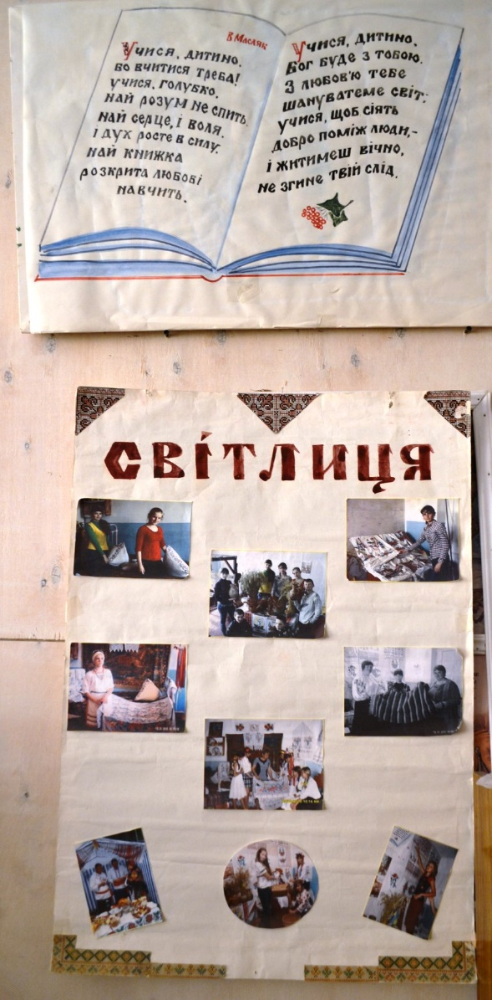 В Масляк
Учися, дитино.
бо вчитися треба!
учися, голубко.
най розум не спить.
най серце, і воля.
і дух росте в силу.
най книжка
розкрита любові
навчить.
Учися, дитино.
Бог буде з тобою.
З любов'ю тебе
шануватеме світ:
учися, щоб сіять
добро поміж люди,-
і житимеш вічно,
не згине твій слід.
СВІТЛИЦЯ